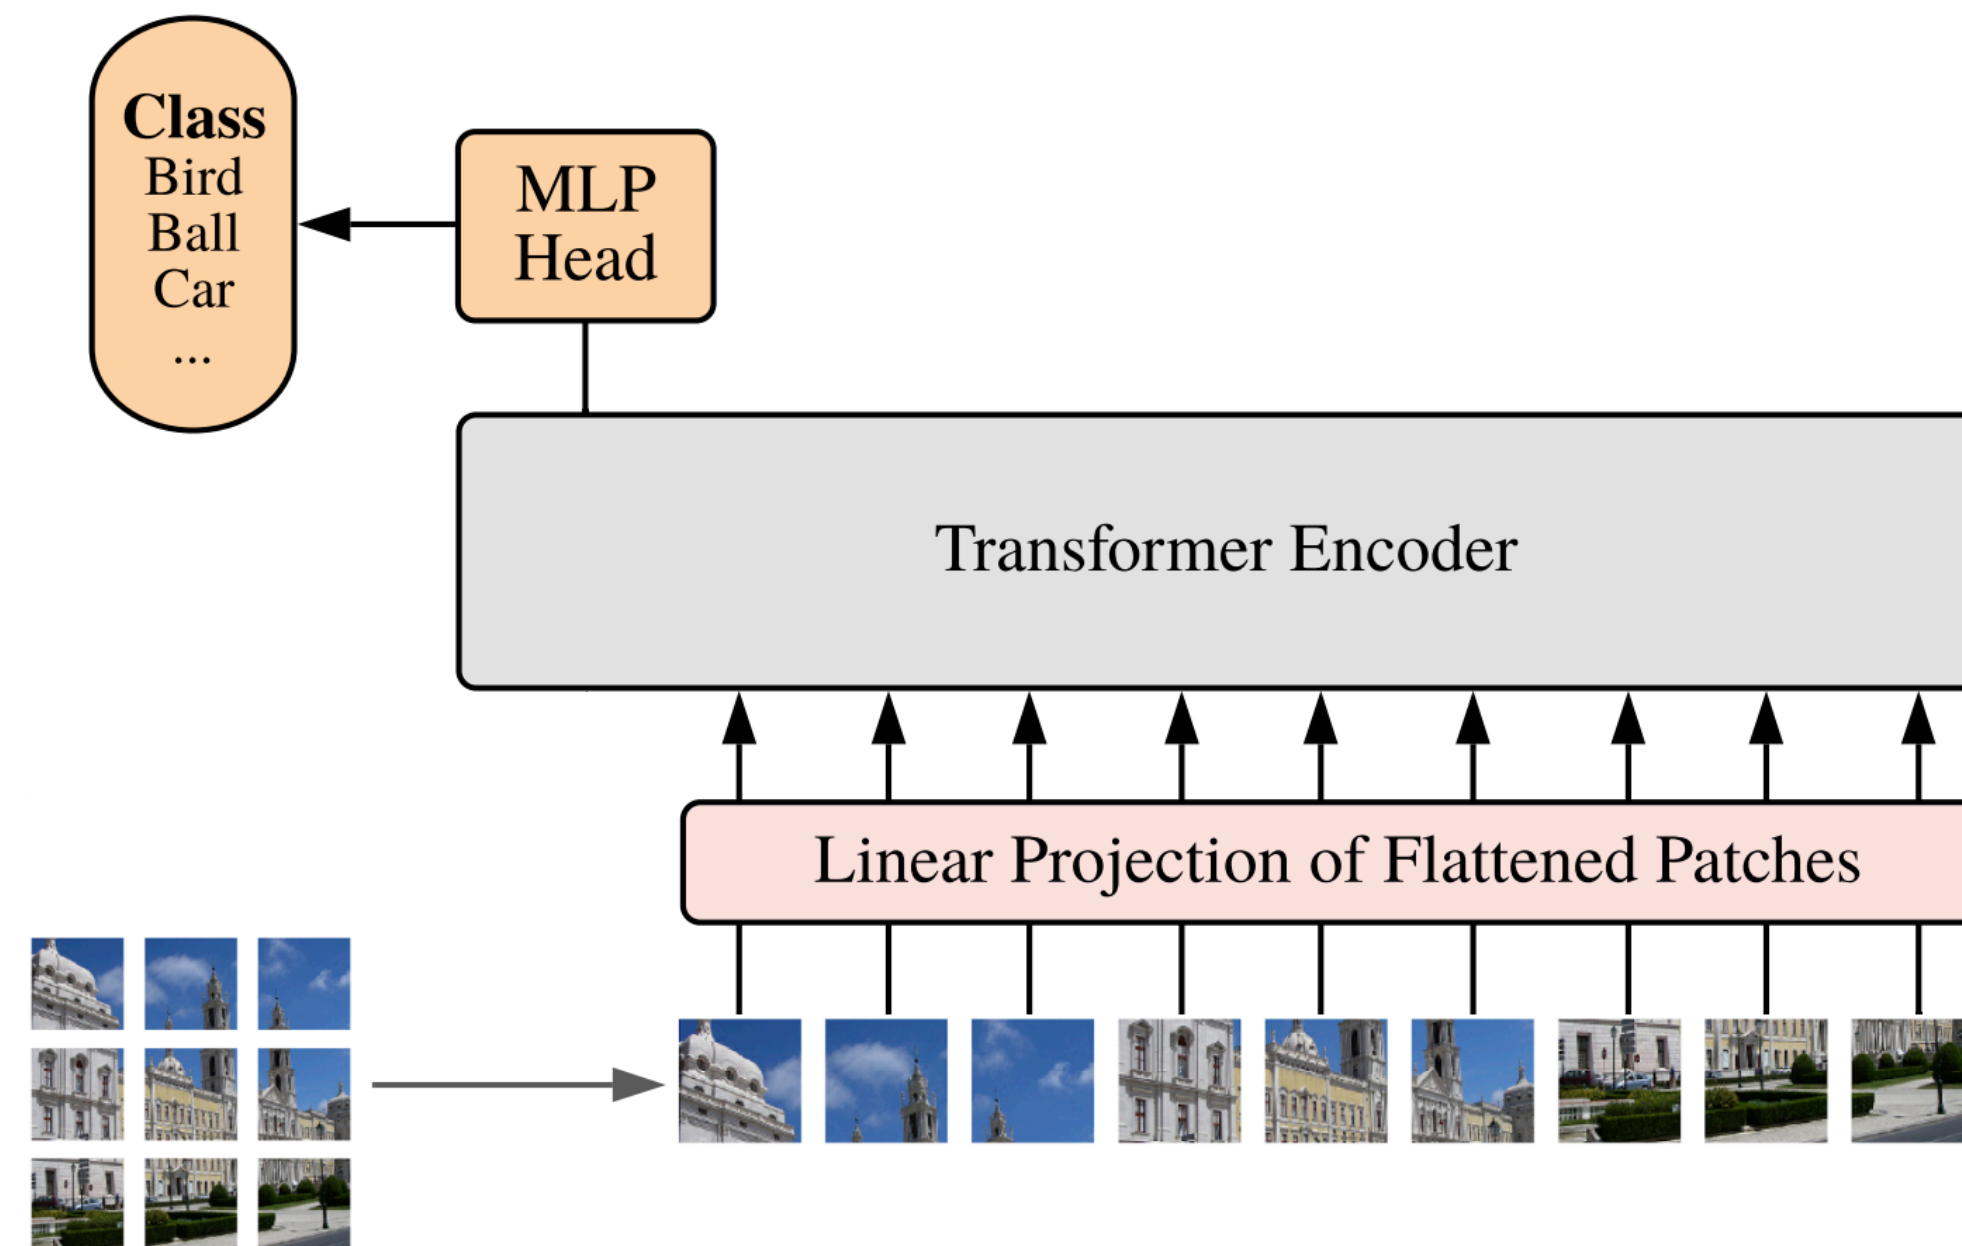 Class
Bird
Ball
Car
...
MLP
Head
Transformer Encoder
Linear Projection of Flattened Patches